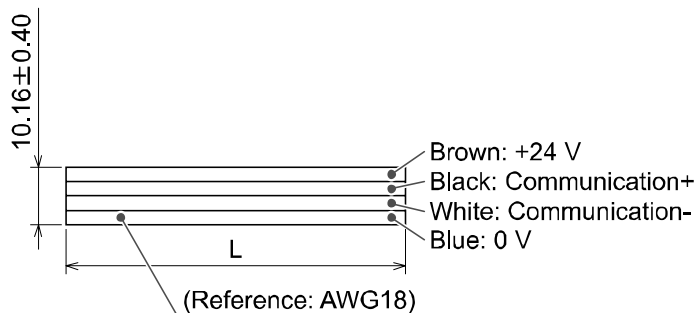 10.16±0.40
Brown: +24 V
Black: Communication+
White: Communication-
Blue: 0 V
L
(Reference: AWG18)